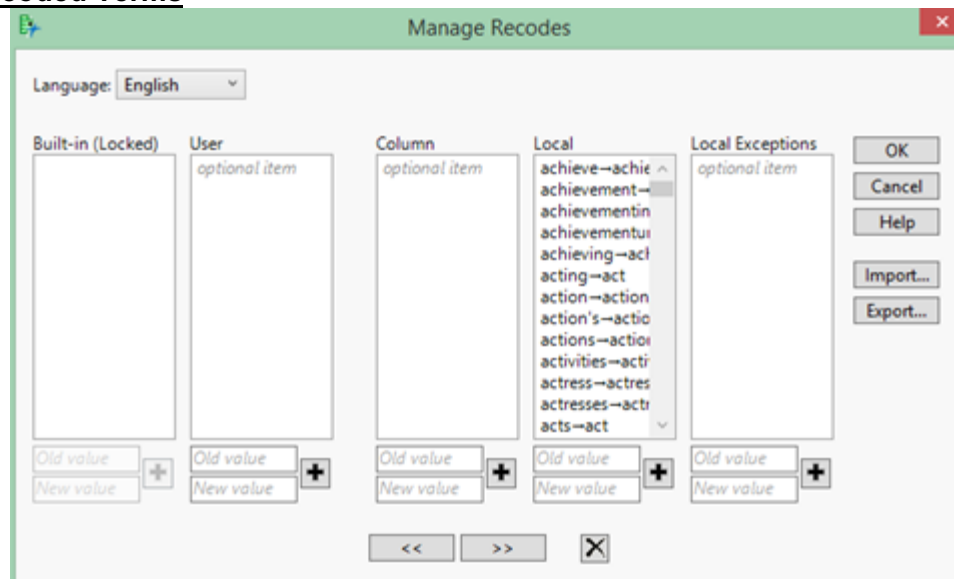 Manage Recodes
Language: English
Built-in (Locked)
User
optional item
Column
optional item
Local
achieve→achie
achievement→
achievementin
achievementui
achieving→ach
acting→act
action→action
action's→actio
actions→action
activities→activ
actress→actres
actresses→actr
acts→act
Local Exceptions
optional item
OK
Cancel
Help
Import...
Export...
Old value
New value
Old value
New value
Old value
New value
Old value
New value
Old value
New value
<<
>>